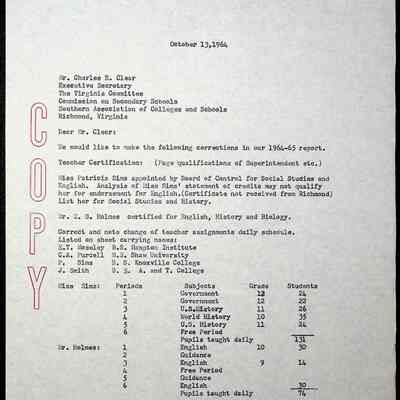 October 13,1964
Mr. Charles E. Clear
Executive Secretary
The Virginia Committee
Commission on Secondary Schools
Southern Association of Colleges and Schools
Richmond, Virginia
COPY
Dear Mr. Clear:
We would like to make the following corrections in our 1964-65 report.
Teacher Certification: (Page qualifications of Superintendent etc.)
Miss Patricia Sims appointed by Board of Control for Social Studies and
English. Analysis of Miss Sims' statement of credits may not qualify
her for endorsement for English.(Certificate not received from Richmond)
List her for Social Studies and History.
Mr. Holmes certified for English, History and Biology.
Correct and note change of teacher assignments daily schedule.
Listed on sheet carrying names:
E.T. Moseley B.S. Hampton Institute
C.A. Purcell B.S. Shaw University
P. Sims B. S. Knoxville College
J. Smith B. S. A. and T. College
Miss Sims: Periods Subjects Grade Students
1 Government 12 24
2 Government 12 22
3 U.S.History 11 26
4 World History 10 35
5 U.S. History 11 24
6 Free Period
Pupils taught daily 131
Mr. Holmes: 1 English 10 30
2 Guidance
3 English 9 14
4 Free Period
5 Guidance
6 English 30
Pupils taught daily 74